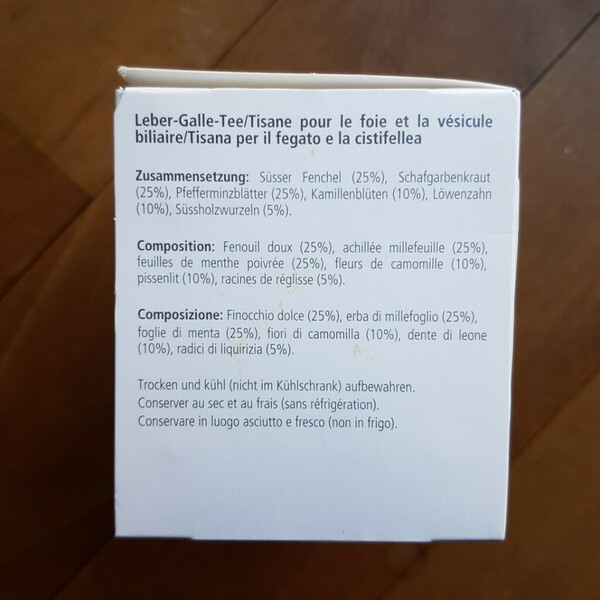 Leber-Galle-Tee/Tisane pour le foie et la vésicule
biliaire/Tisana per il fegato e la cistifellea
Zusammensetzung: Süsser Fenchel (25%), Schafgarbenkraut
(25%), Pfefferminzblätter (25%), Kamillenblüten (10%), Löwenzahn
(10%), Süssholzwurzeln (5%).
Composition: Fenouil doux (25%), achillée millefeuille (25%),
feuilles de menthe poivrée (25%), fleurs de camomille (10%),
pissenlit (10%), racines de réglisse (5%).
Composizione: Finocchio dolce (25%), erba di millefoglio (25%),
foglie di menta (25%), fiori di camomilla (10%), dente di leone
(10%), radici di liquirizia (5%).
Trocken und kühl (nicht im Kühlschrank) aufbewahren.
Conserver au sec et au frais (sans réfrigération).
Conservare in luogo asciutto e fresco (non in frigo).